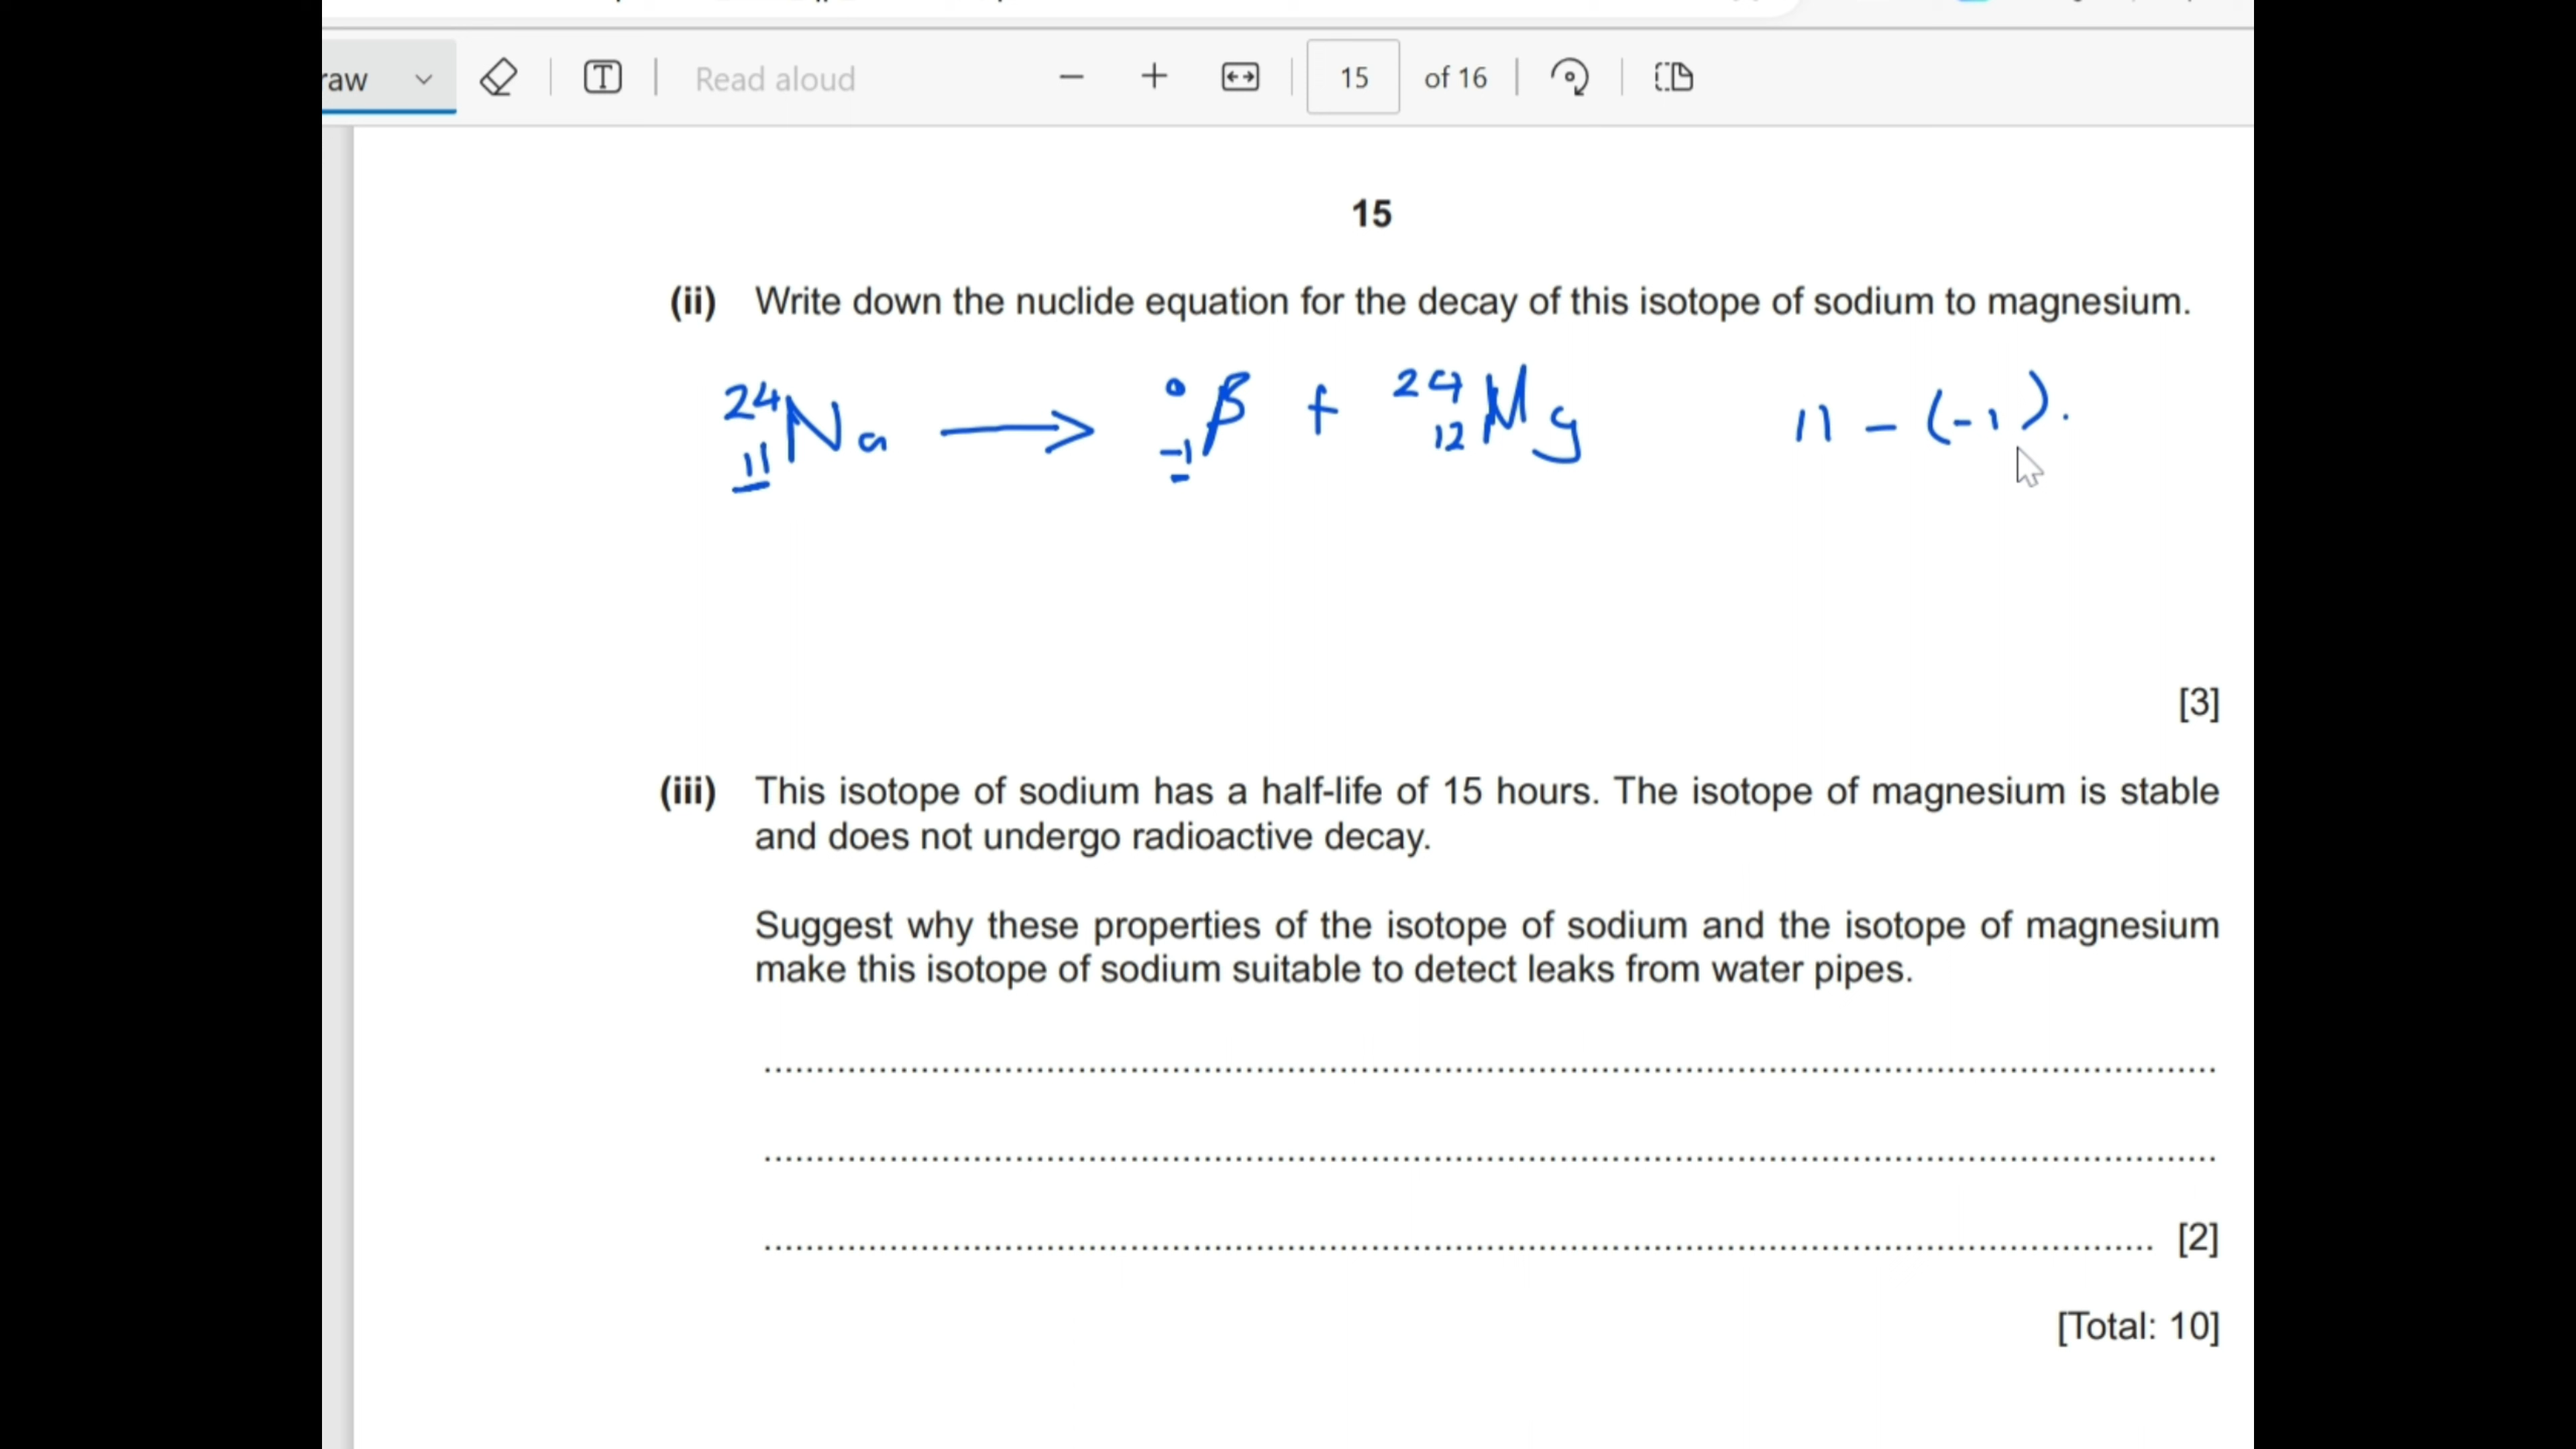 raw Read aloud 15 of 16
15
(ii) Write down the nuclide equation for the decay of this isotope of sodium to magnesium.
²⁴₁₁Na ⟶ ⁰₋₁β + ²⁴₁₂Mg 11 - (-1).
[3]
(iii) This isotope of sodium has a half-life of 15 hours. The isotope of magnesium is stable
and does not undergo radioactive decay.
Suggest why these properties of the isotope of sodium and the isotope of magnesium
make this isotope of sodium suitable to detect leaks from water pipes.
[2]
[Total: 10]